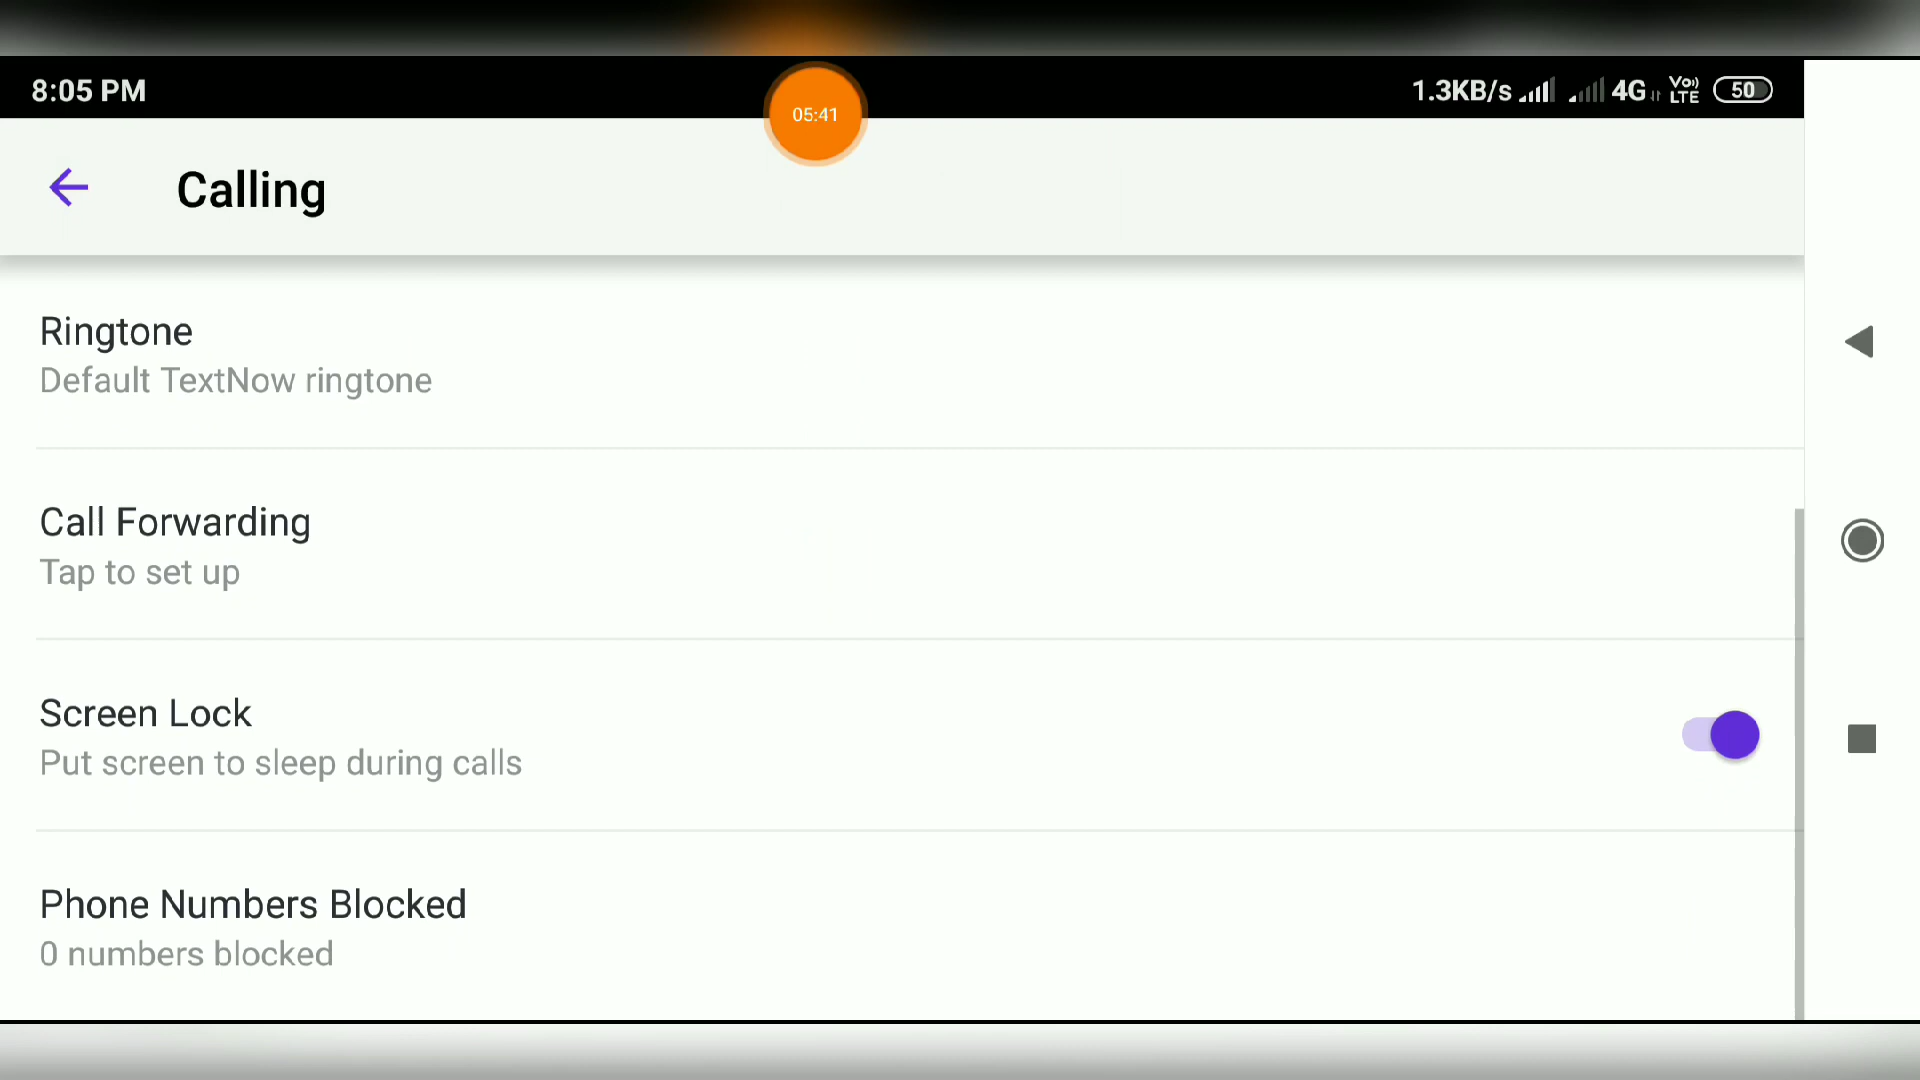 8:05 PM
05:41
1.3KB/s 4G Vo) LTE 50
Calling
Ringtone
Default TextNow ringtone
Call Forwarding
Tap to set up
Screen Lock
Put screen to sleep during calls
Phone Numbers Blocked
0 numbers blocked